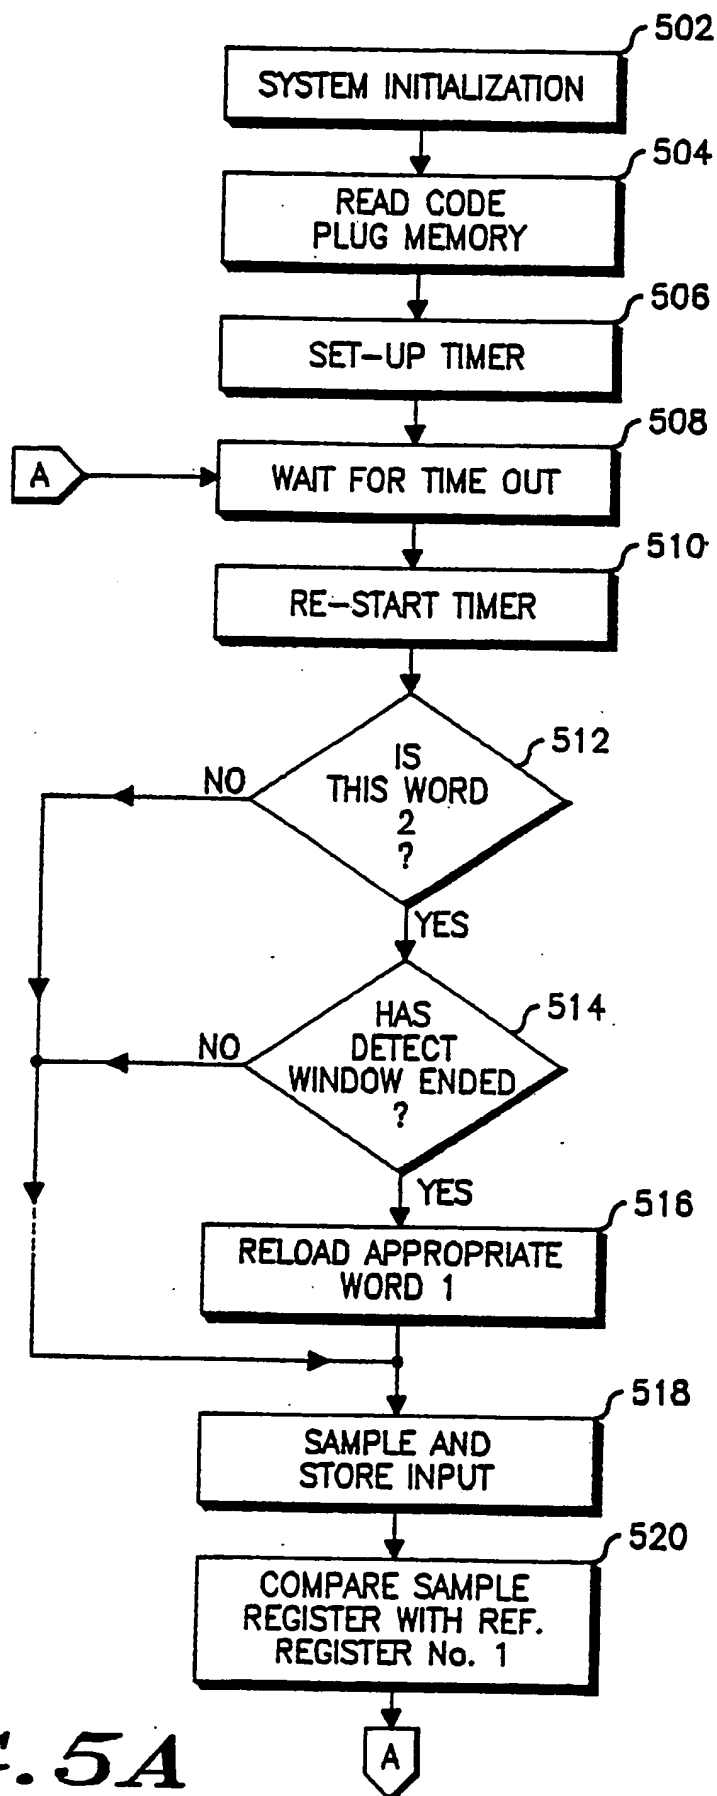 502
SYSTEM INITIALIZATION
504
READ CODE
PLUG MEMORY
506
SET-UP TIMER
508
A
WAIT FOR TIME OUT
510
RE-START TIMER
512
IS
THIS WORD
2
?
NO
YES
514
HAS
DETECT
WINDOW ENDED
?
NO
YES
516
RELOAD APPROPRIATE
WORD 1
518
SAMPLE AND
STORE INPUT
520
COMPARE SAMPLE
REGISTER WITH REF.
REGISTER No. 1
A
.5A